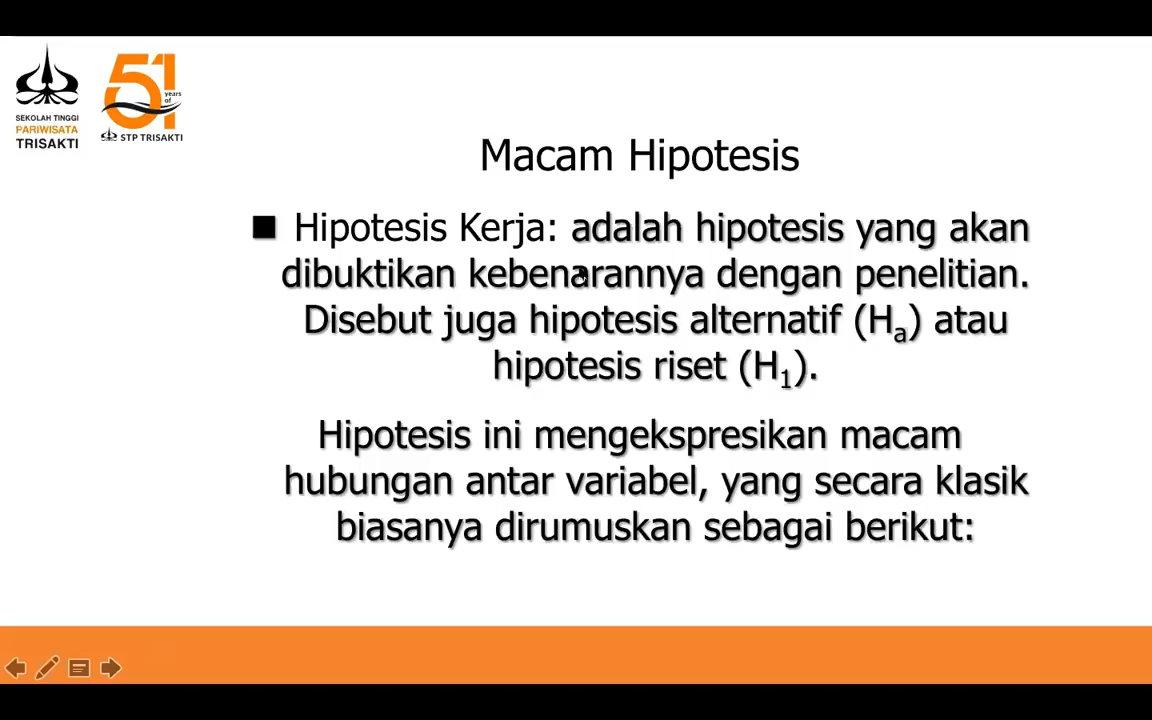 SEKOLAH TINGGI
PARIWISATA
TRISAKTI
51
years
of
STP TRISAKTI
Macam Hipotesis
Hipotesis Kerja: adalah hipotesis yang akan
dibuktikan kebenarannya dengan penelitian.
Disebut juga hipotesis alternatif (Ha) atau
hipotesis riset (H1).
Hipotesis ini mengekspresikan macam
hubungan antar variabel, yang secara klasik
biasanya dirumuskan sebagai berikut: